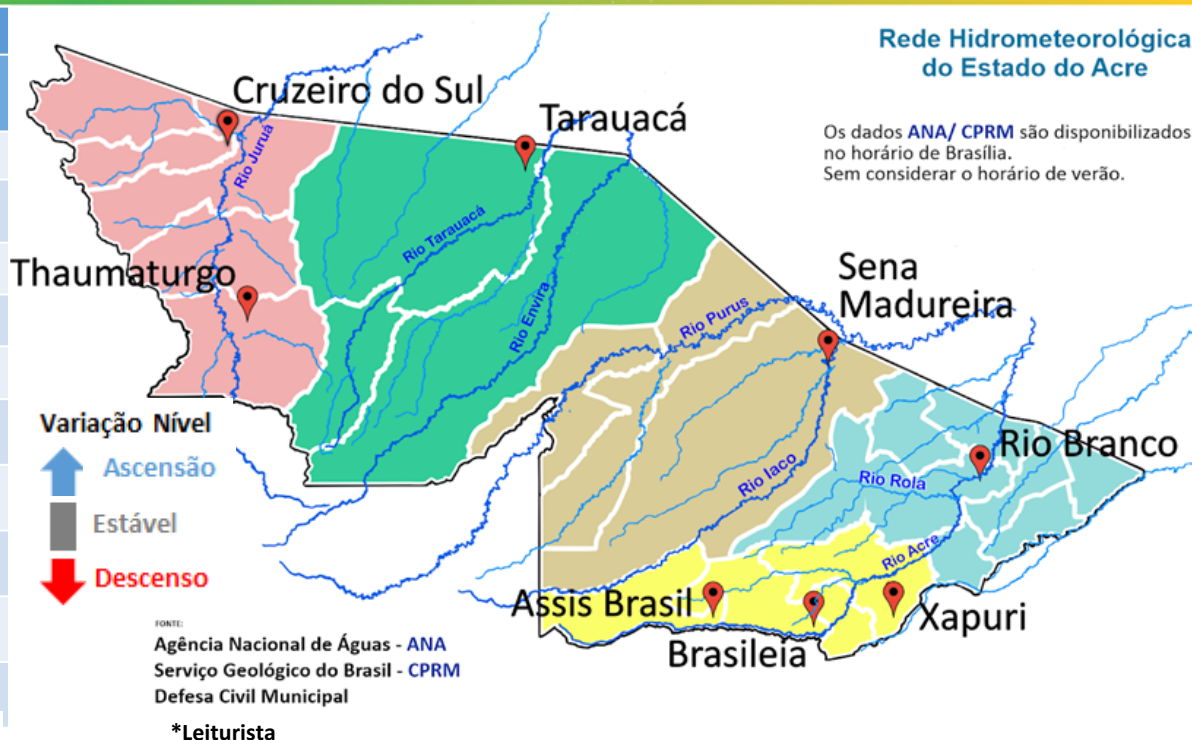 Rede Hidrometeorológica
do Estado do Acre
Os dados ANA/ CPRM são disponibilizados
no horário de Brasília.
Sem considerar o horário de verão.
Cruzeiro do Sul
Tarauacá
Rio Juruá
Rio Tarauacá
Thaumaturgo
Rio Envira
Sena
Madureira
Rio Purus
Variação Nível
Ascensão
Estável
Descenso
Rio Branco
Rio Iaco
Rio Rola
Rio Acre
Assis Brasil
Xapuri
Brasileia
FONTE:
Agência Nacional de Águas - ANA
Serviço Geológico do Brasil - CPRM
Defesa Civil Municipal
*Leiturista